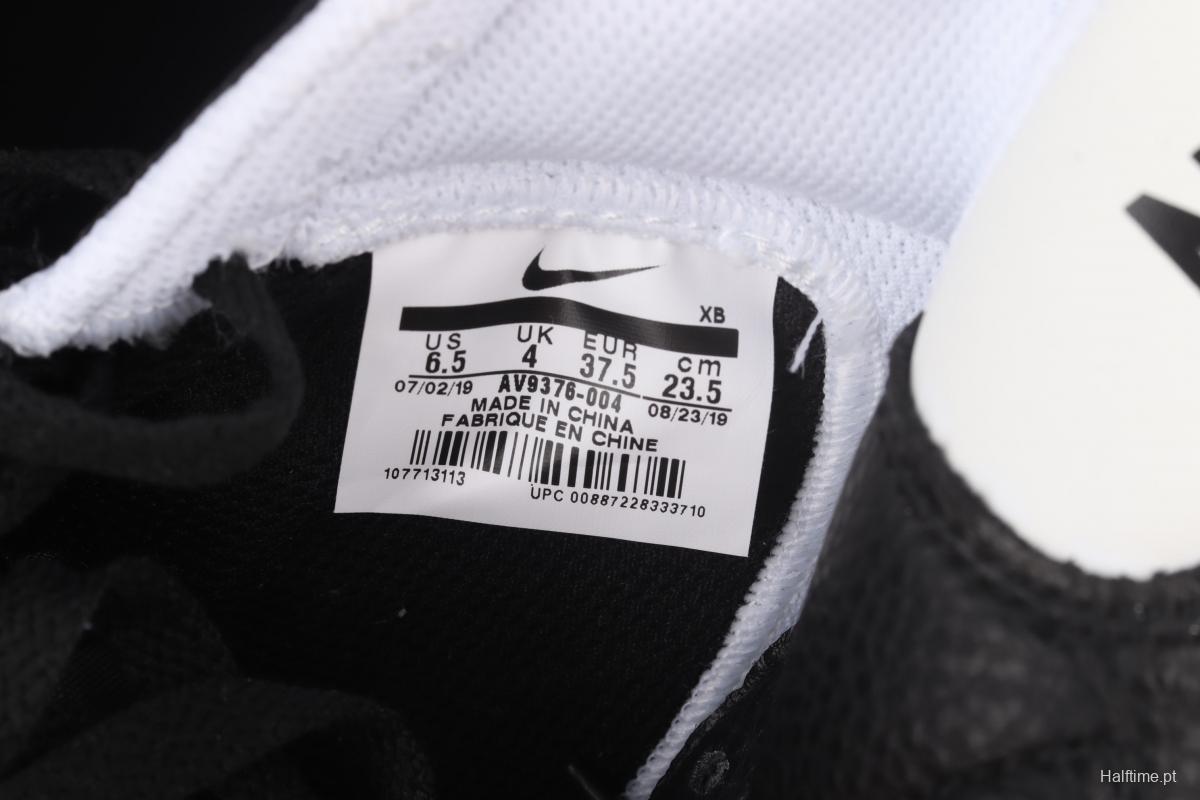 XB
US UK EUR cm
6.5 4 37.5 23.5
07/02/19 AV9376-004 08/23/19
MADE IN CHINA
FABRIQUE EN CHINE
107713113
UPC 00887228333710
Halftime.pt